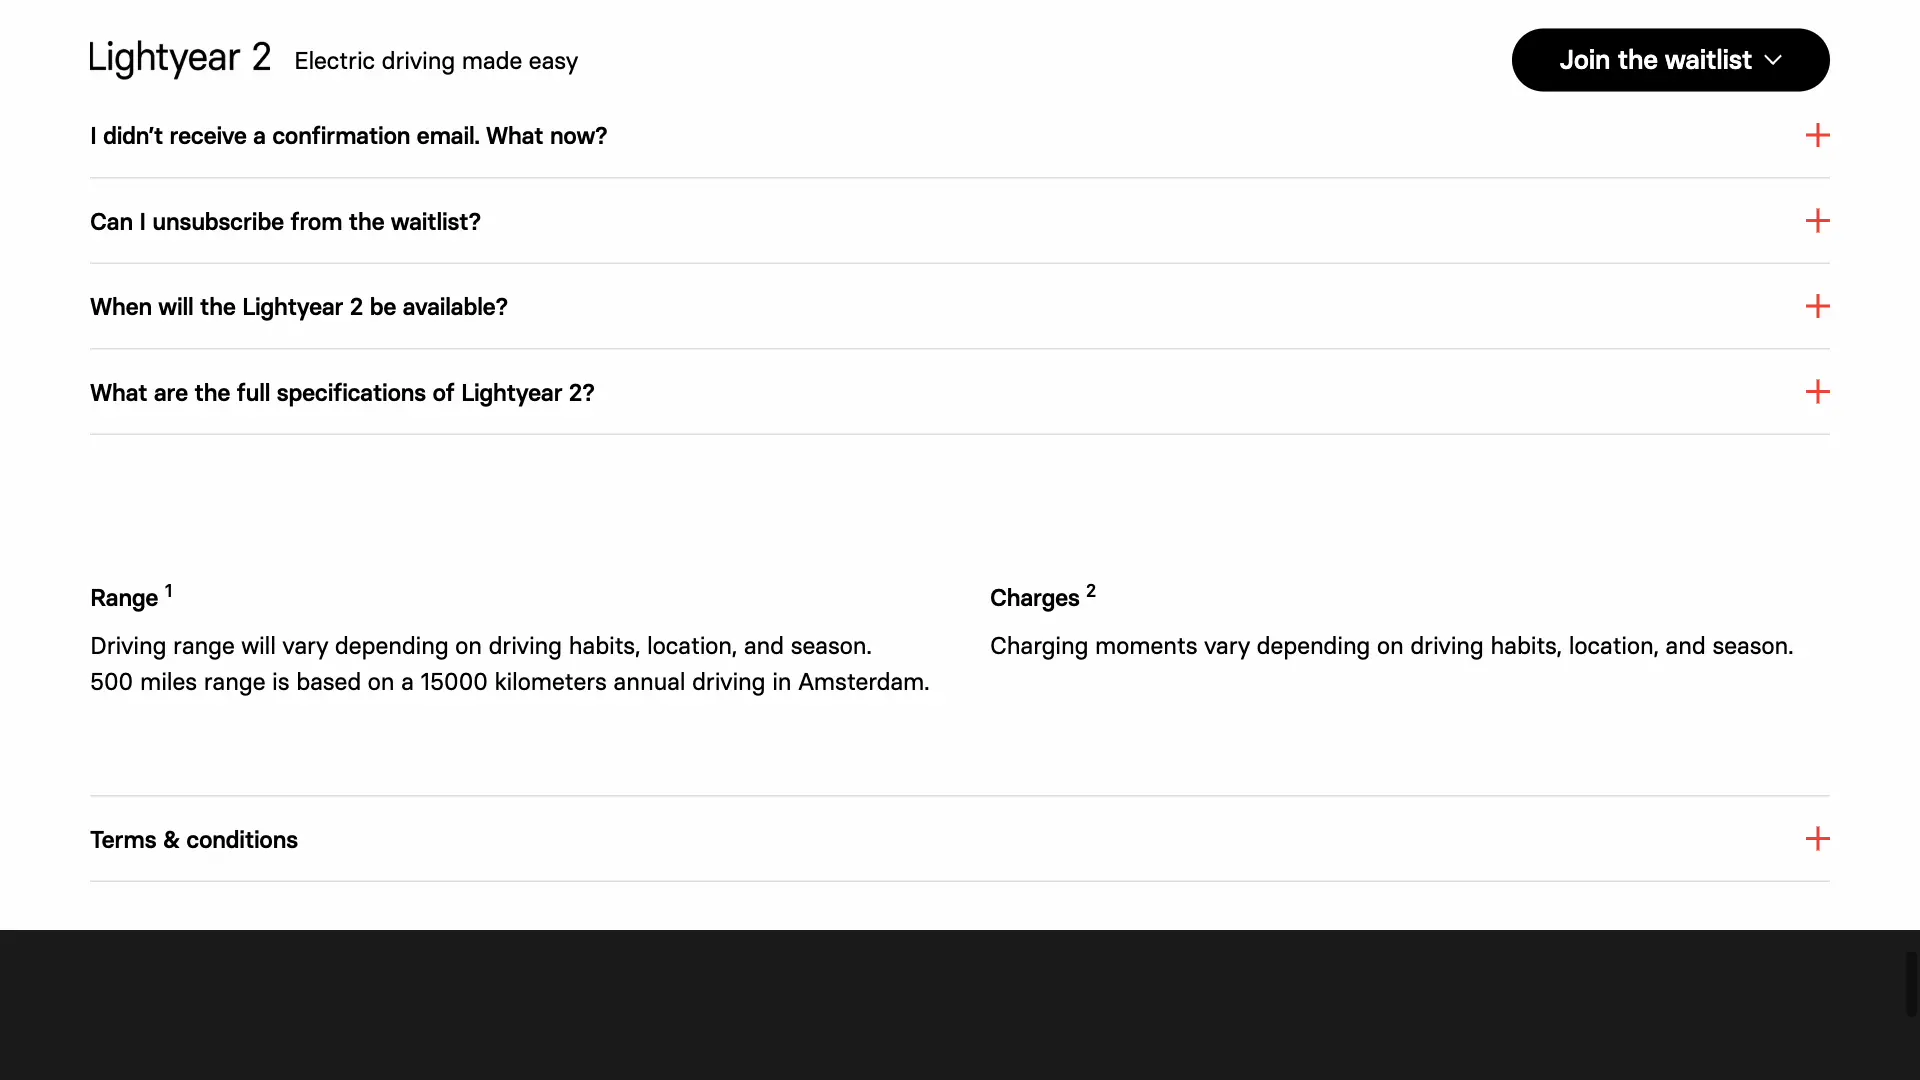 Lightyear 2 Electric driving made easy
Join the waitlist
I didn’t receive a confirmation email. What now?
Can I unsubscribe from the waitlist?
When will the Lightyear 2 be available?
What are the full specifications of Lightyear 2?
Range 1
Driving range will vary depending on driving habits, location, and season.
500 miles range is based on a 15000 kilometers annual driving in Amsterdam.
Charges 2
Charging moments vary depending on driving habits, location, and season.
Terms & conditions